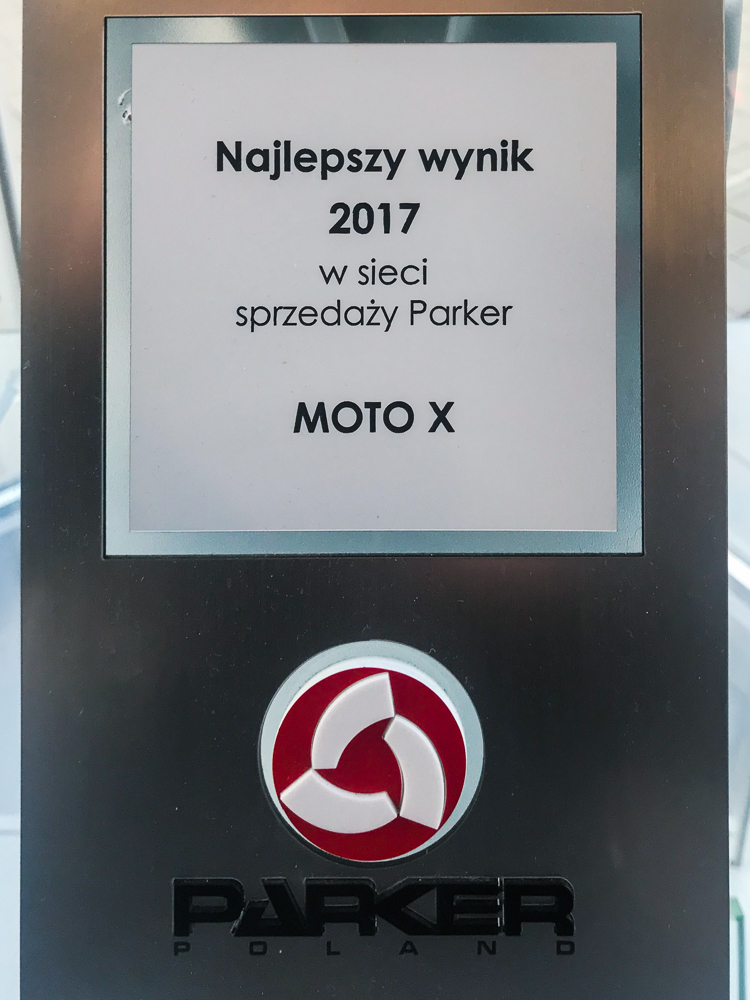 Najlepszy wynik
2017
w sieci
sprzedaży Parker
MOTO X
PARKER
POLAND